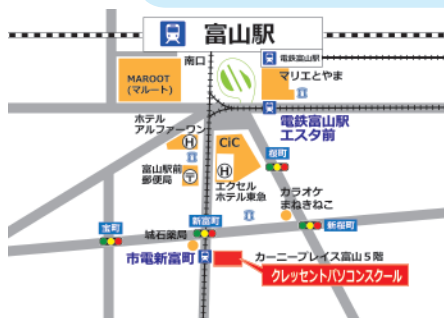 富山駅
南口
電鉄富山駅
MAROOT
(マルート)
マリエとやま
電鉄富山駅
エスタ前
ホテル
アルファーワン
H
CiC
桜町
富山駅前
郵便局
〒
H
エクセル
ホテル東急
カラオケ
まねきねこ
宝町
新富町
新桜町
城石薬局
市電新富町
カーニープレイス富山5階
クレッセントパソコンスクール